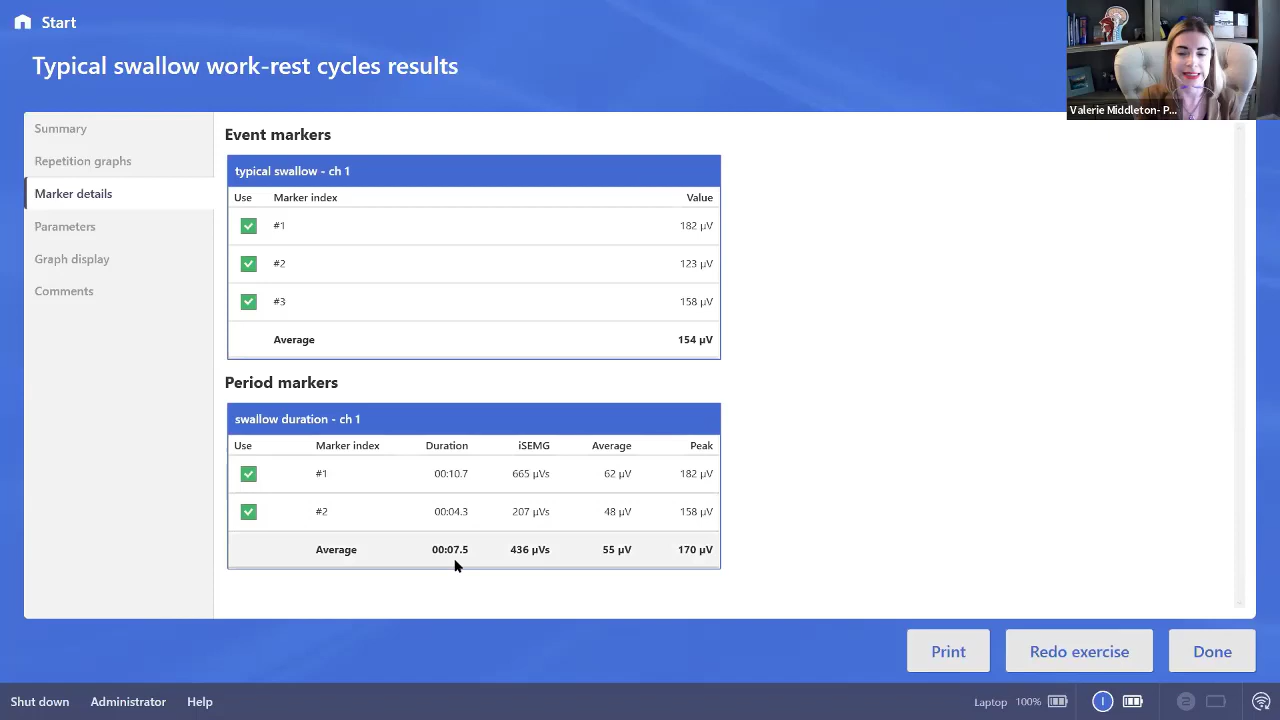 Start
Typical swallow work-rest cycles results
Valerie Middleton- P...
Summary
Repetition graphs
Marker details
Parameters
Graph display
Comments
Event markers
typical swallow - ch 1
Use Marker index Value
#1 182 µV
#2 123 µV
#3 158 µV
Average 154 µV
Period markers
swallow duration - ch 1
Use Marker index Duration iSEMG Average Peak
#1 00:10.7 665 µVs 62 µV 182 µV
#2 00:04.3 207 µVs 48 µV 158 µV
Average 00:07.5 436 µVs 55 µV 170 µV
Print Redo exercise Done
Shut down Administrator Help Laptop 100% 1 2